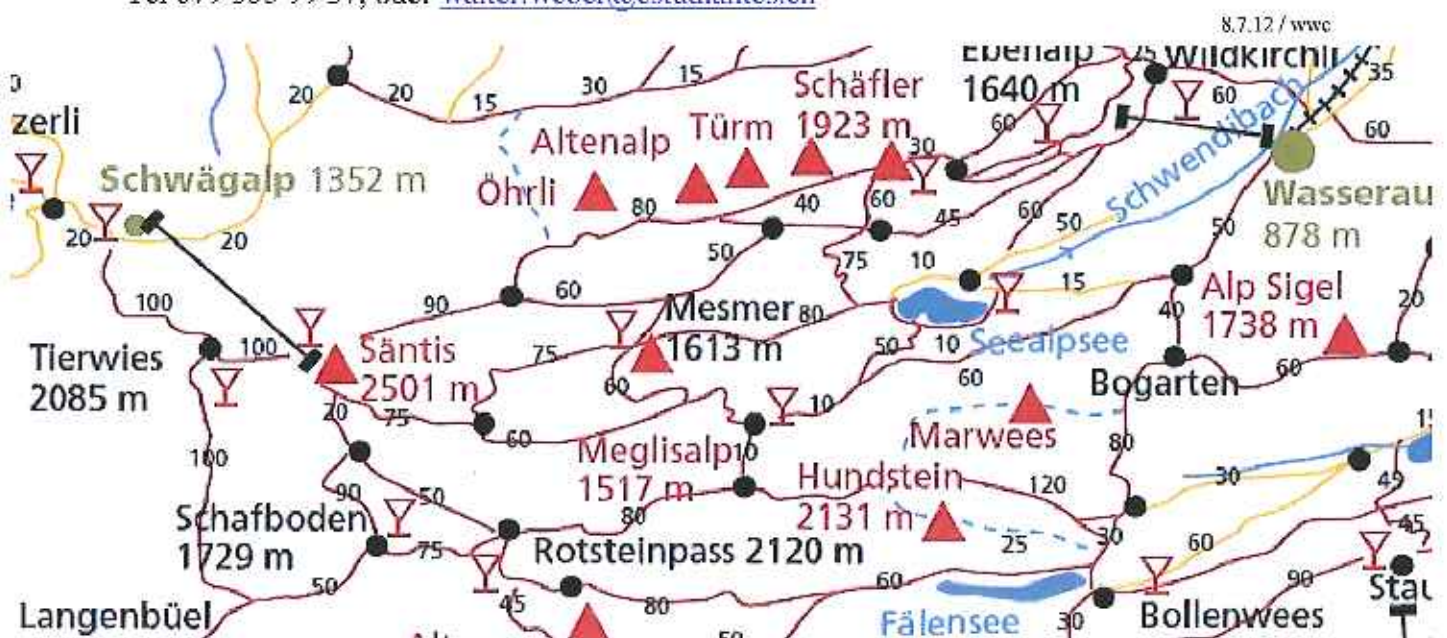 8.7.12 / wwc
Ebenalp
1640 m
Wildkirchli
Schäfler
1923 m
Türm
Altenalp
Öhrli
zerli
Schwägalp 1352 m
Schwendibach
Wasserau
878 m
20
20
15
30
15
25
60
35
60
60
30
20
20
80
40
60
45
60
50
50
50
75
10
15
Alp Sigel
1738 m
40
20
60
100
90
60
Mesmer
1613 m
80
Seealpsee
50
10
60
Tierwies
2085 m
100
Säntis
2501 m
75
60
20
75
60
10
Bogarten
Marwees
80
Meglisalp
1517 m
10
Hundstein
2131 m
120
30
45
100
90
50
80
Schafboden
1729 m
75
Rotsteinpass 2120 m
25
30
60
45
90
50
45
80
60
Langenbüel
Fälensee
30
Bollenwees
Stau